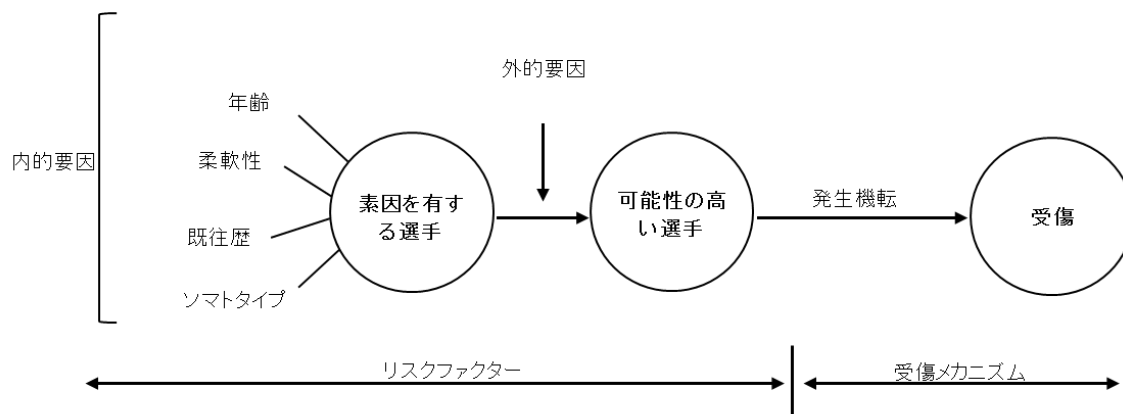 外的要因
年齢
内的要因
柔軟性
既往歴
ソマトタイプ
素因を有す
る選手
可能性の高
い選手
発生機転
受傷
リスクファクター
受傷メカニズム